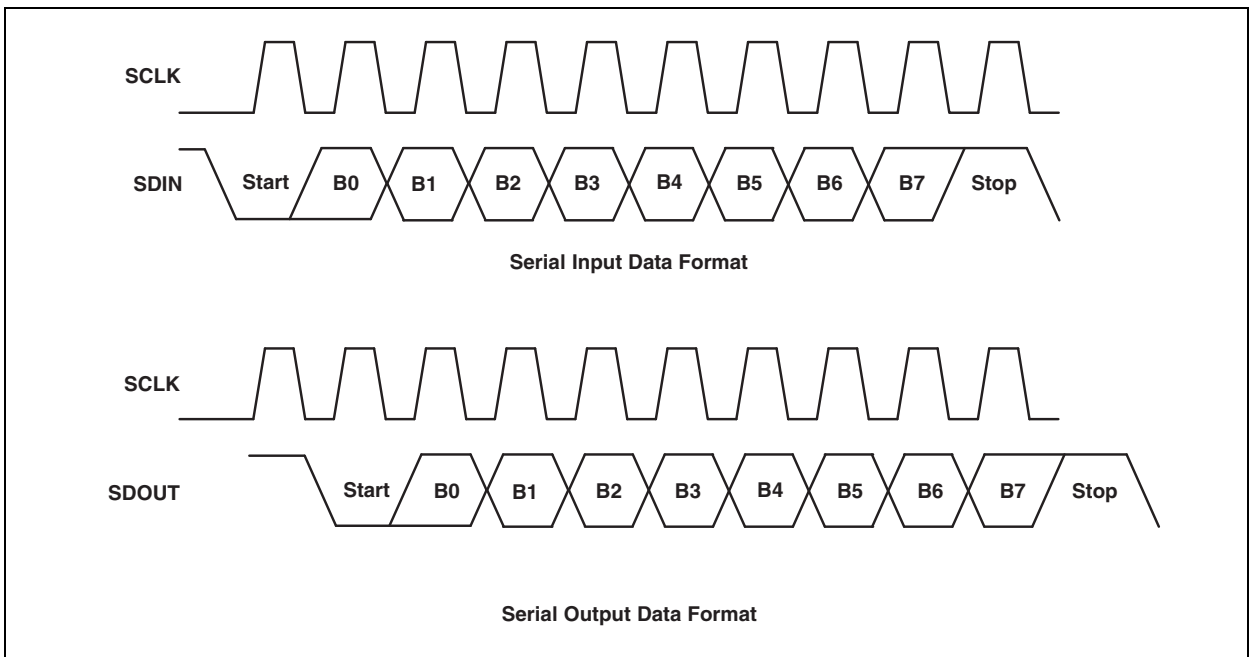 SCLK
SDIN Start B0 B1 B2 B3 B4 B5 B6 B7 Stop
Serial Input Data Format
SCLK
SDOUT Start B0 B1 B2 B3 B4 B5 B6 B7 Stop
Serial Output Data Format